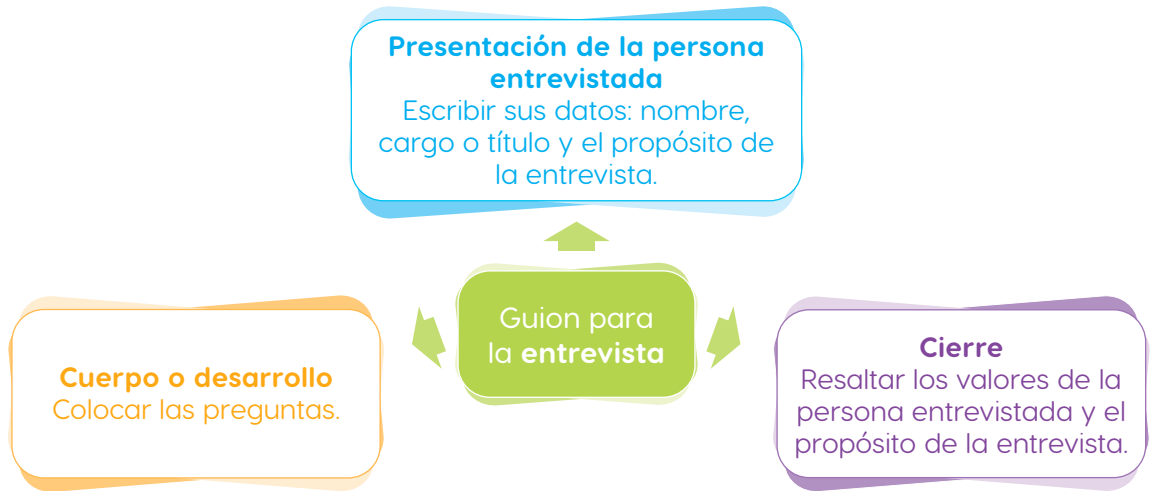 Presentación de la persona
entrevistada
Escribir sus datos: nombre,
cargo o título y el propósito de
la entrevista.
Guion para
la entrevista
Cuerpo o desarrollo
Colocar las preguntas.
Cierre
Resaltar los valores de la
persona entrevistada y el
propósito de la entrevista.